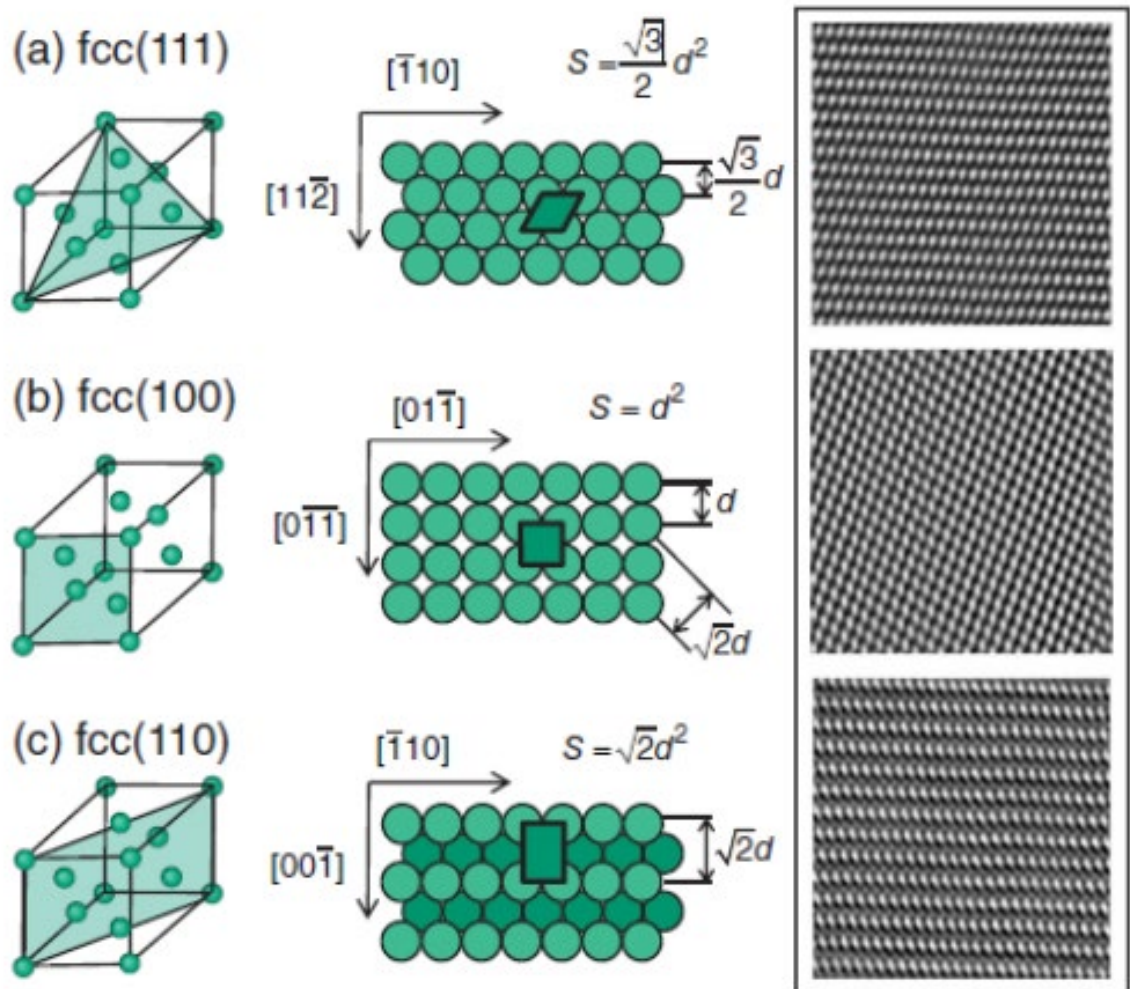 (a) fcc(111)
[1̅10]
S = √3/2 d²
[112̅]
√3/2 d
(b) fcc(100)
[011̅]
S = d²
[01̅1̅]
d
√2d
(c) fcc(110)
[1̅10]
S = √2d²
[001̅]
√2d